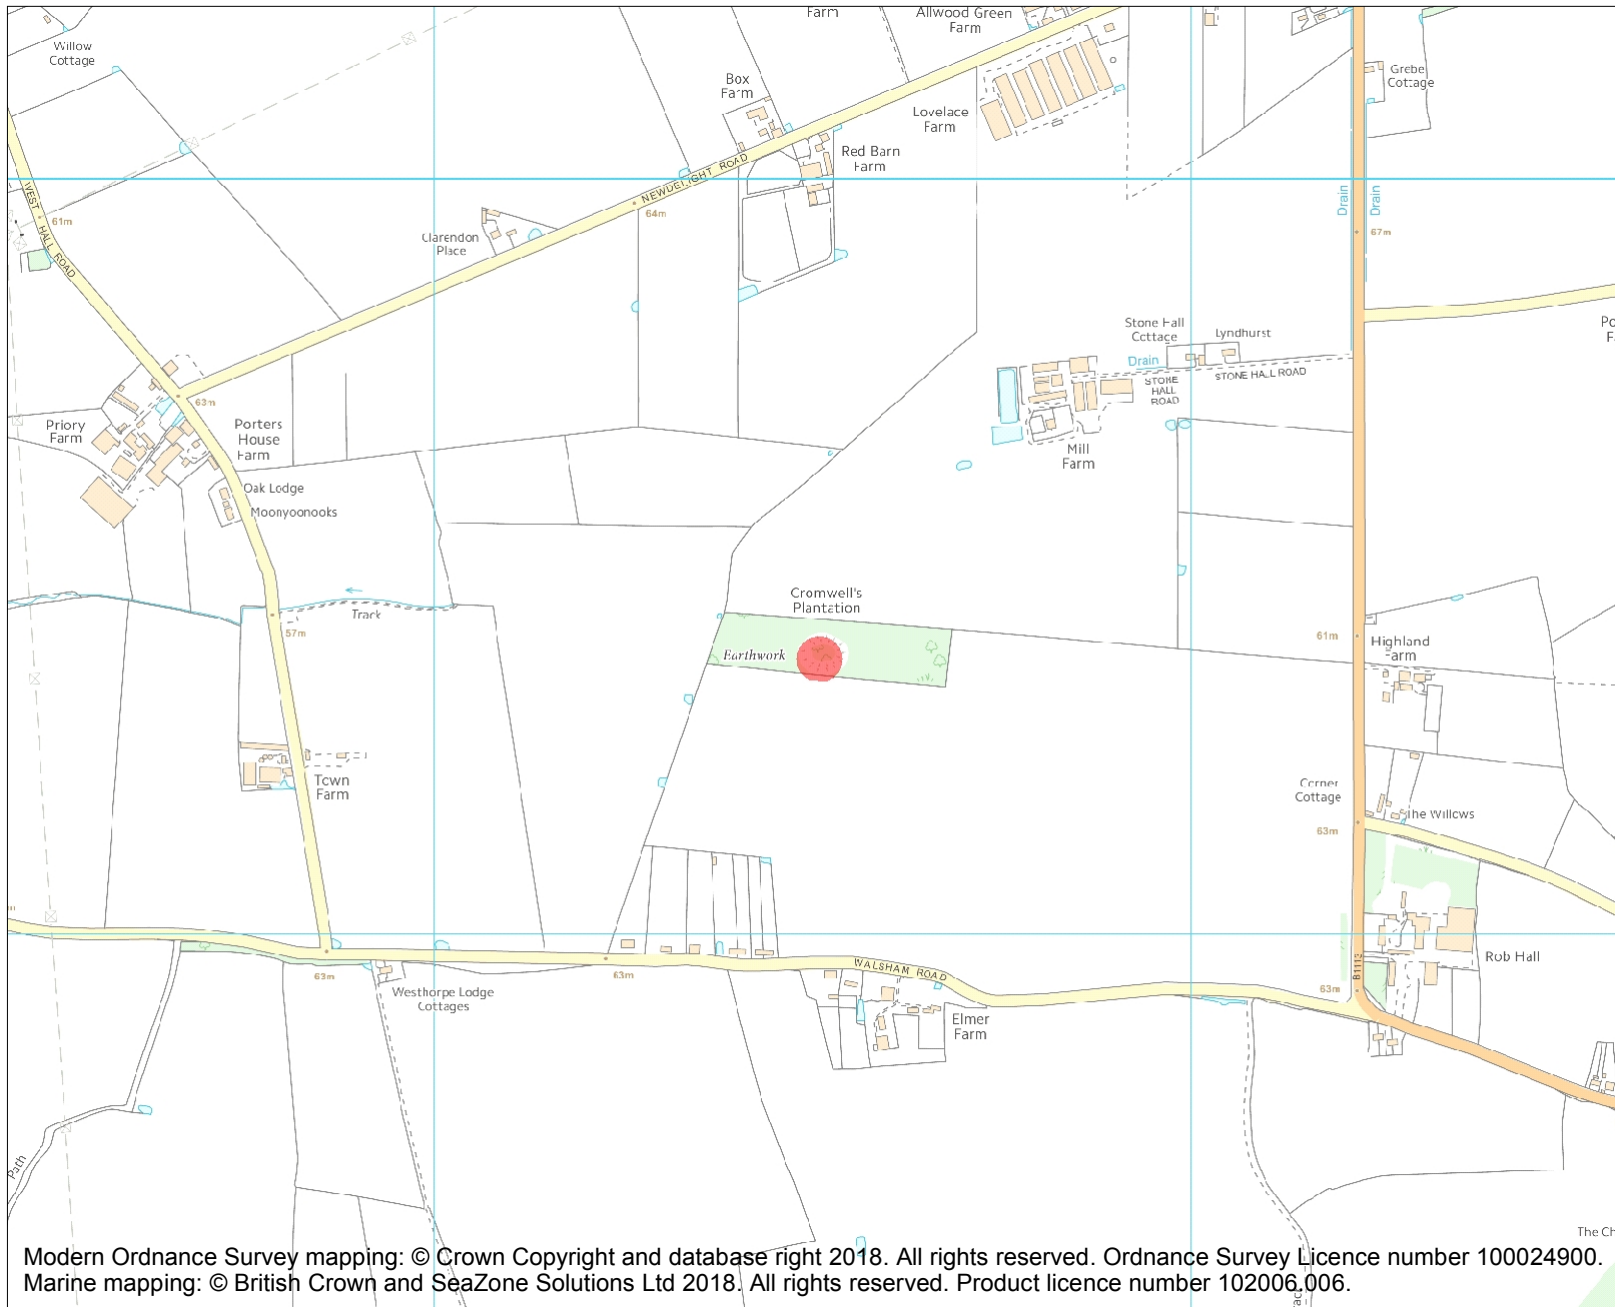 Farm
Allwood Green
Farm
Willow
Cottage
Box
Farm
Grebe
Cottage
Lovelace
Farm
Red Barn
Farm
NEWDELIGHT ROAD
WEST HALL ROAD
61m
64m
Clarendon
Place
Drain
Drain
67m
Stone Hall
Cottage
Lyndhurst
Drain
STONE
HALL
ROAD
STONE HALL ROAD
63m
Priory
Farm
Porters
House
Farm
Mill
Farm
Oak Lodge
Moonyoonooks
Cromwell's
Plantation
Track
57m
Earthwork
61m
Highland
Farm
Town
Farm
Corner
Cottage
The Willows
63m
WALSHAM ROAD
B1113
Rob Hall
63m
63m
63m
Westhorpe Lodge
Cottages
Elmer
Farm
Path
The Ch
Modern Ordnance Survey mapping: © Crown Copyright and database right 2018. All rights reserved. Ordnance Survey Licence number 100024900.
Marine mapping: © British Crown and SeaZone Solutions Ltd 2018. All rights reserved. Product licence number 102006.006.